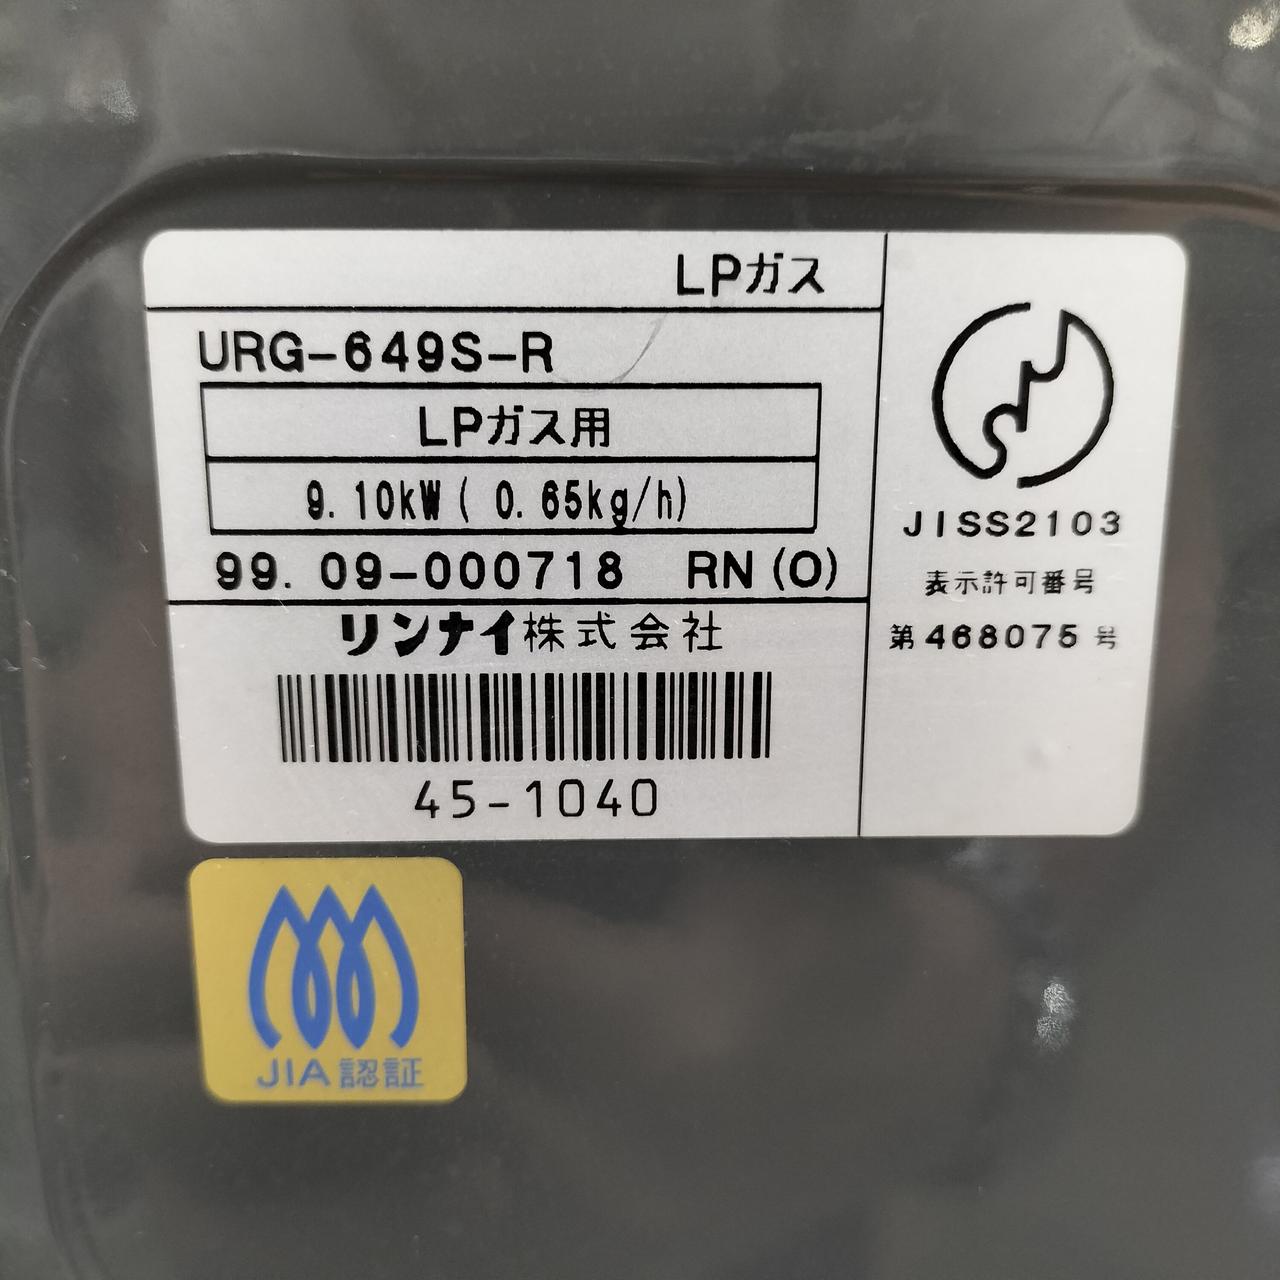 LPガス
URG-649S-R
LPガス用
9.10kW ( 0.65kg/h)
99.09-000718 RN(O)
リンナイ株式会社
45-1040
JISS2103
表示許可番号
第468075号
JIA認証